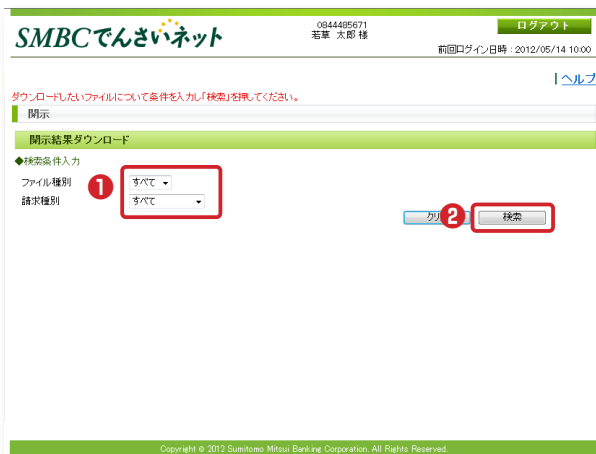 SMBCでんさいネット
0844485671
若草 太郎 様
ログアウト
前回ログイン日時：2012/05/14 10:00
ヘルプ
ダウンロードしたいファイルについて条件を入力し「検索」を押してください。
開示
開示結果ダウンロード
◆検索条件入力
ファイル種別
1
すべて
請求種別
すべて
2
検索
Copyright © 2012 Sumitomo Mitsui Banking Corporation. All Rights Reserved.